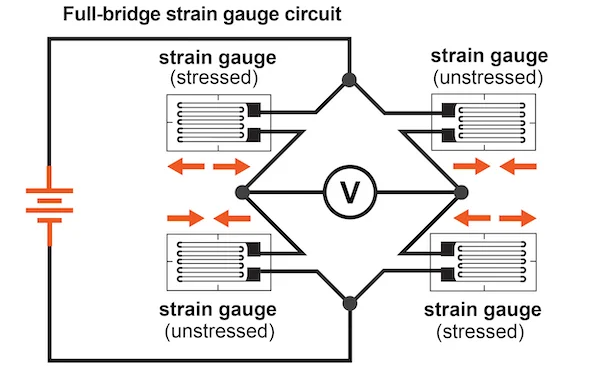 Full-bridge strain gauge circuit
strain gauge
(stressed)
strain gauge
(unstressed)
V
strain gauge
(unstressed)
strain gauge
(stressed)